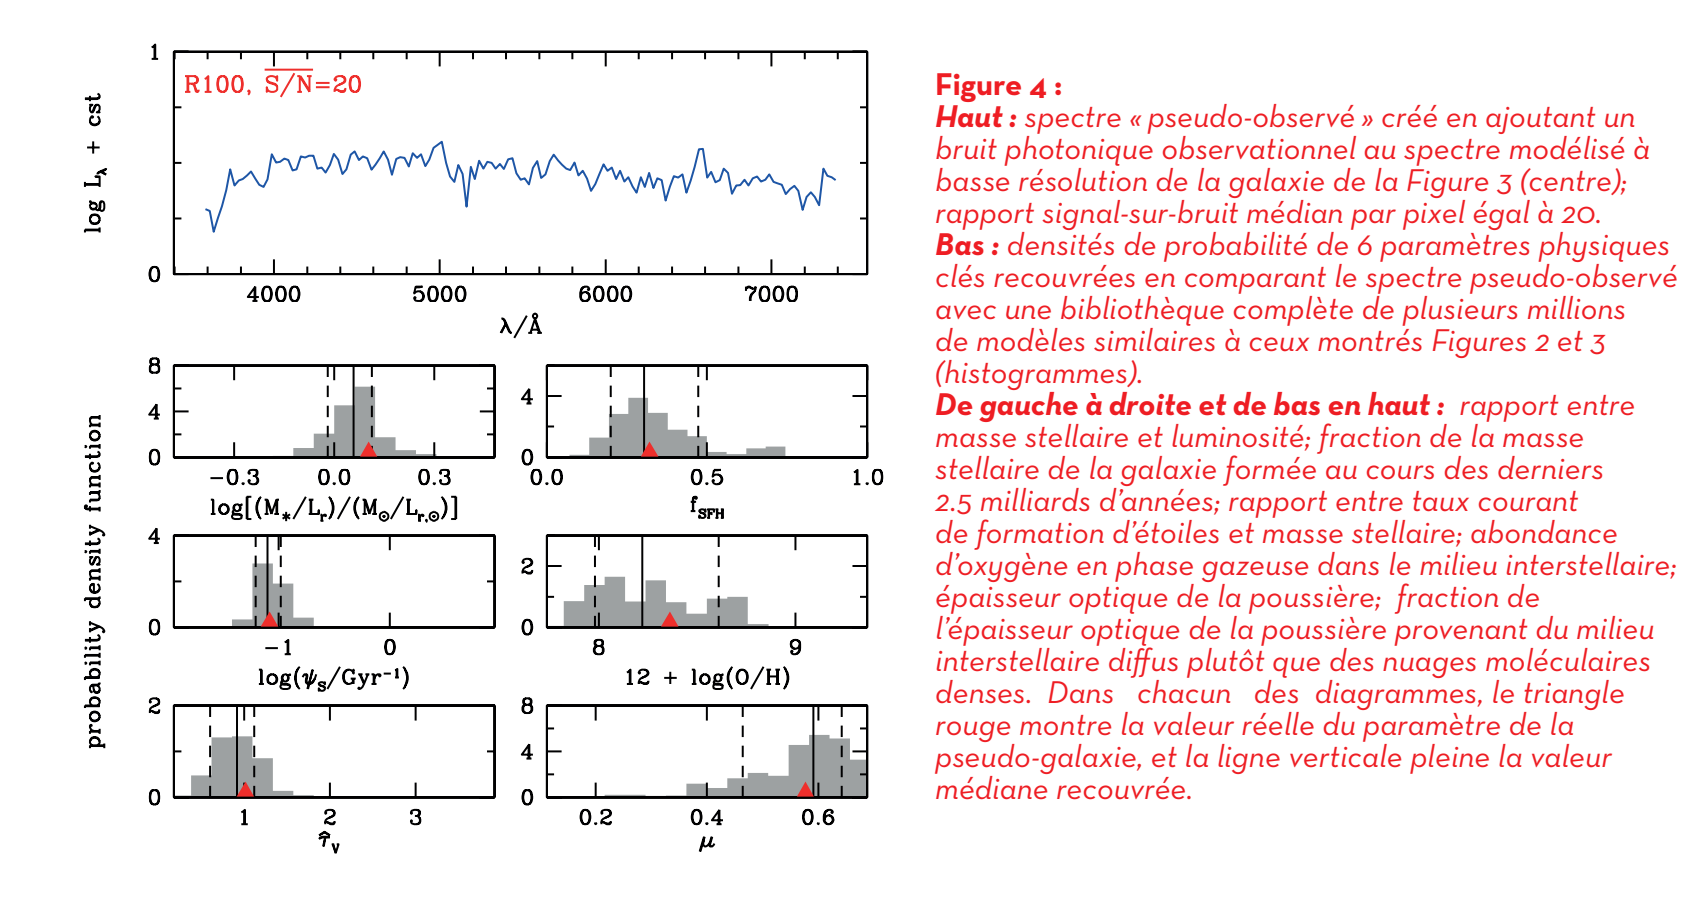 1
R100, S/N=20
log Lλ + cst
0
4000 5000 6000 7000
λ/Å
probability density function
8
4
0
−0.3 0.0 0.3
log[(M*/Lr)/(M⊙/Lr,⊙)]
4
2
0
0.0 0.5 1.0
fSFH
4
2
0
−1 0
log(ψS/Gyr⁻¹)
2
0
8 9
12 + log(O/H)
2
1
0
1 2 3
τ̂V
8
4
0
0.2 0.4 0.6
μ
Figure 4 :
Haut : spectre « pseudo-observé » créé en ajoutant un
bruit photonique observationnel au spectre modélisé à
basse résolution de la galaxie de la Figure 3 (centre);
rapport signal-sur-bruit médian par pixel égal à 20.
Bas : densités de probabilité de 6 paramètres physiques
clés recouvrées en comparant le spectre pseudo-observé
avec une bibliothèque complète de plusieurs millions
de modèles similaires à ceux montrés Figures 2 et 3
(histogrammes).
De gauche à droite et de bas en haut : rapport entre
masse stellaire et luminosité; fraction de la masse
stellaire de la galaxie formée au cours des derniers
2.5 milliards d'années; rapport entre taux courant
de formation d'étoiles et masse stellaire; abondance
d'oxygène en phase gazeuse dans le milieu interstellaire;
épaisseur optique de la poussière; fraction de
l'épaisseur optique de la poussière provenant du milieu
interstellaire diffus plutôt que des nuages moléculaires
denses. Dans chacun des diagrammes, le triangle
rouge montre la valeur réelle du paramètre de la
pseudo-galaxie, et la ligne verticale pleine la valeur
médiane recouvrée.